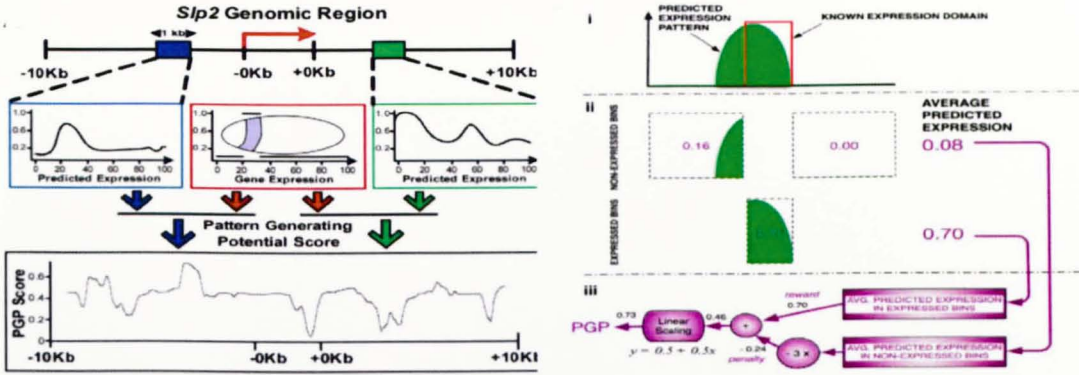 Slp2 Genomic Region
1 kb
-10Kb
-0Kb
+0Kb
+10Kb
1.0
0.6
0.2
0 20 40 60 80 100
Predicted Expression
1.0
0.6
0.2
0 20 40 60 80 100
Gene Expression
1.0
0.6
0.2
0 20 40 60 80 100
Predicted Expression
Pattern Generating
Potential Score
PGP Score
0.6
0.4
0.2
0
-10Kb
-0Kb
+0Kb
+10K
i
PREDICTED
EXPRESSION
PATTERN
KNOWN EXPRESSION
DOMAIN
ii
NON-EXPRESSED BINS
0.16
0.00
AVERAGE
PREDICTED
EXPRESSION
0.08
EXPRESSED BINS
0.70
iii
reward
0.70
AVG. PREDICTED EXPRESSION
IN EXPRESSED BINS
PGP
0.73
Linear
Scaling
0.46
+
y = 0.5 + 0.5x
-0.24
penalty
- 3 x
AVG. PREDICTED EXPRESSION
IN NON-EXPRESSED BINS